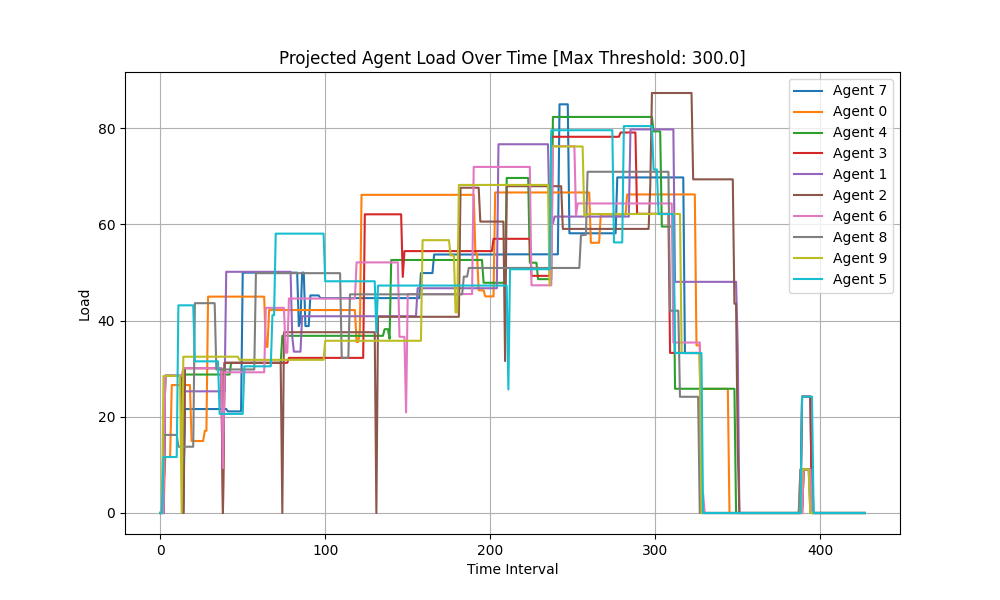 Projected Agent Load Over Time [Max Threshold: 300.0]
Load
80
60
40
20
0
0 100 200 300 400
Time Interval
Agent 7
Agent 0
Agent 4
Agent 3
Agent 1
Agent 2
Agent 6
Agent 8
Agent 9
Agent 5